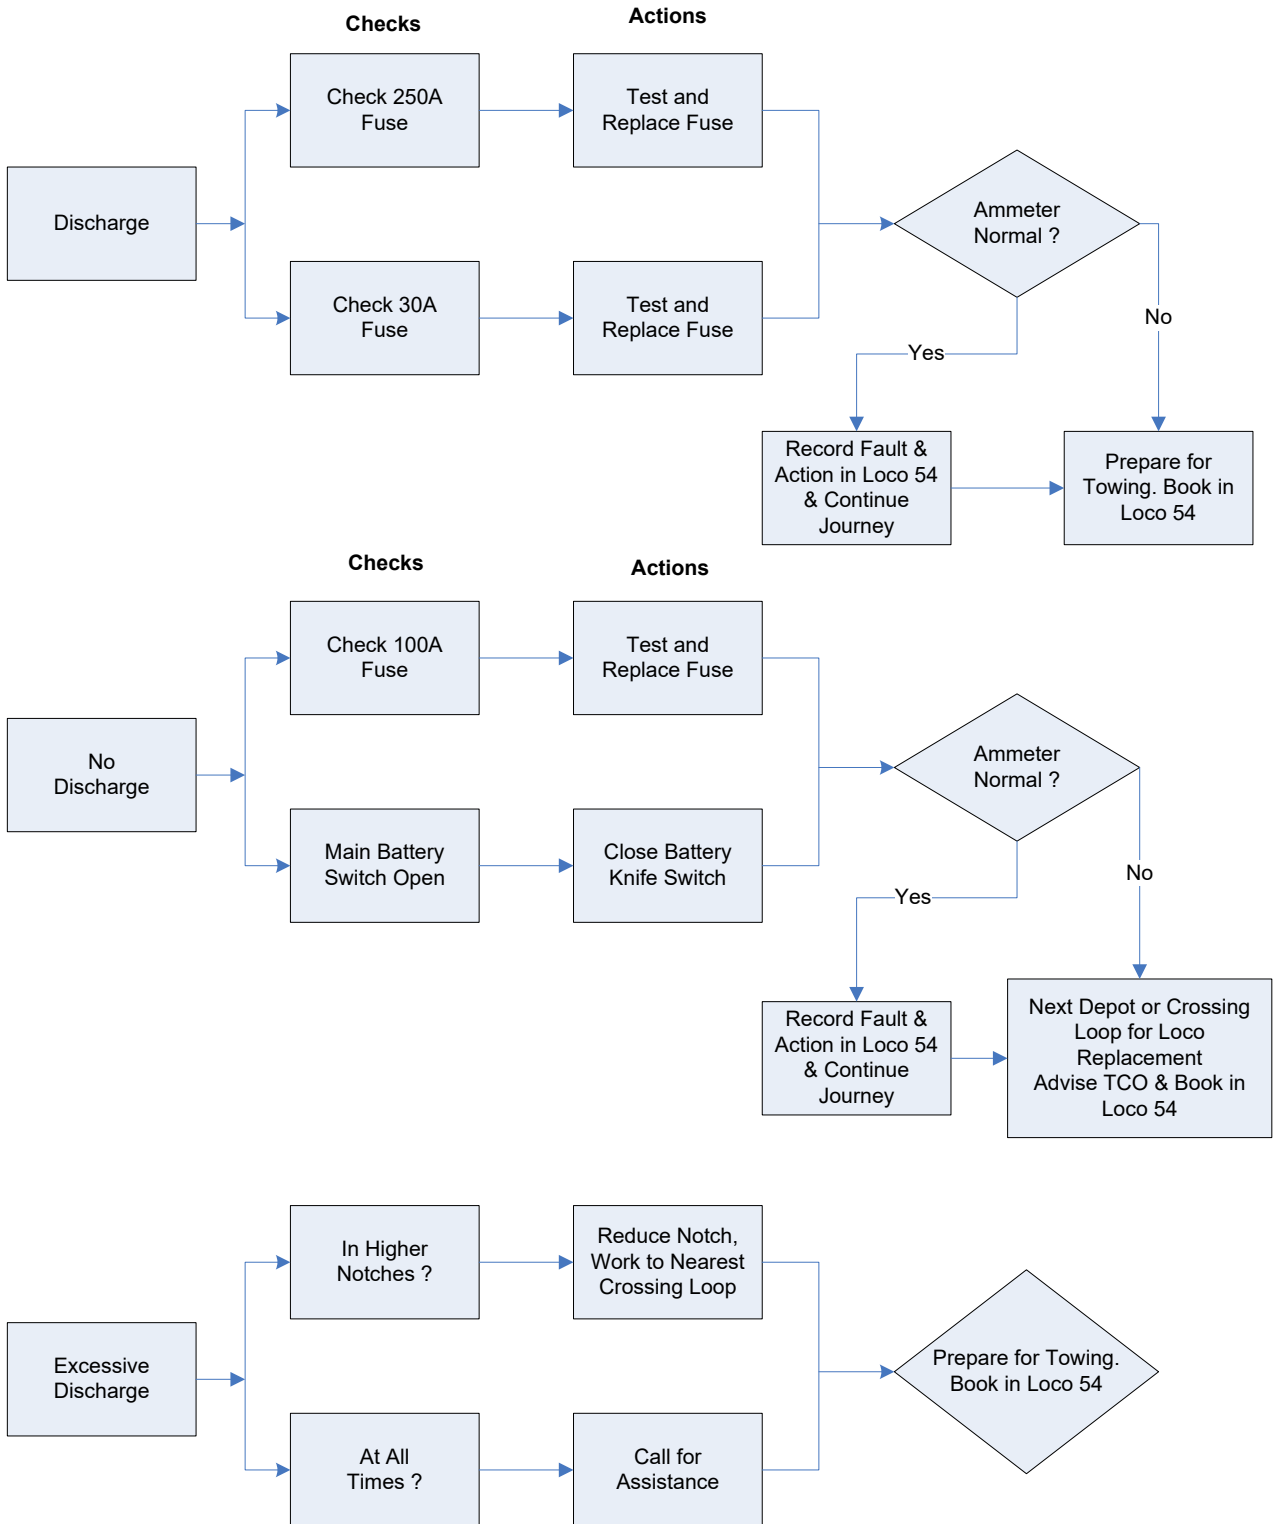 Checks
Actions
Check 250A
Fuse
Test and
Replace Fuse
Discharge
Ammeter
Normal ?
Check 30A
Fuse
Test and
Replace Fuse
No
Yes
Record Fault &
Action in Loco 54
& Continue
Journey
Prepare for
Towing. Book in
Loco 54
Checks
Actions
Check 100A
Fuse
Test and
Replace Fuse
No
Discharge
Ammeter
Normal ?
Main Battery
Switch Open
Close Battery
Knife Switch
No
Yes
Record Fault &
Action in Loco 54
& Continue
Journey
Next Depot or Crossing
Loop for Loco
Replacement
Advise TCO & Book in
Loco 54
In Higher
Notches ?
Reduce Notch,
Work to Nearest
Crossing Loop
Excessive
Discharge
Prepare for Towing.
Book in Loco 54
At All
Times ?
Call for
Assistance